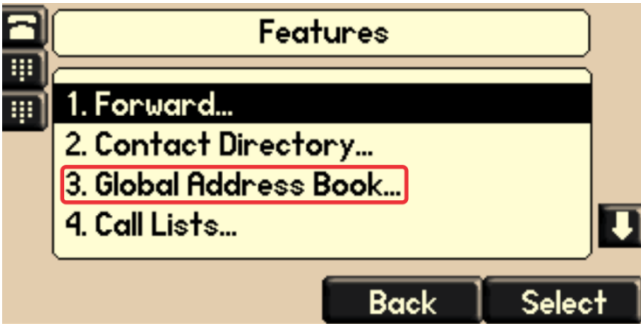 Features
1. Forward...
2. Contact Directory...
3. Global Address Book...
4. Call Lists...
Back Select